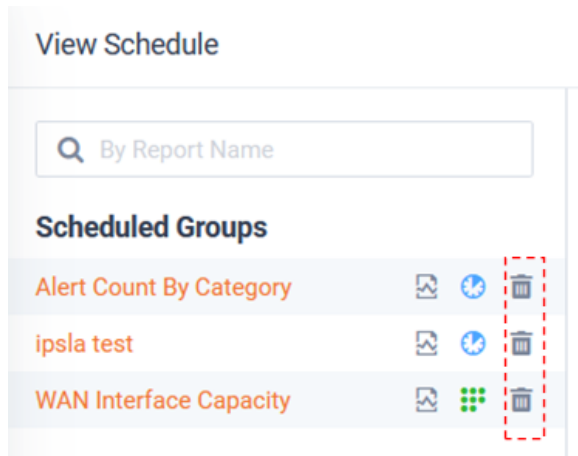 View Schedule
By Report Name
Scheduled Groups
Alert Count By Category
ipsla test
WAN Interface Capacity